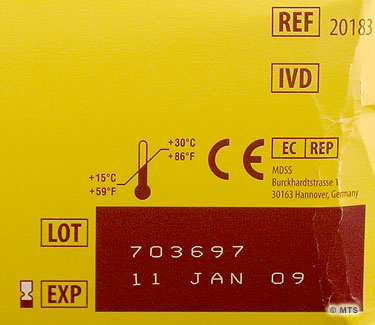 REF 20183
IVD
+30°C
+86°F
+15°C
+59°F
CE
EC REP
MDSS
Burckhardtstrasse 1
30163 Hannover, Germany
LOT 703697
EXP 11 JAN 09
© MTS